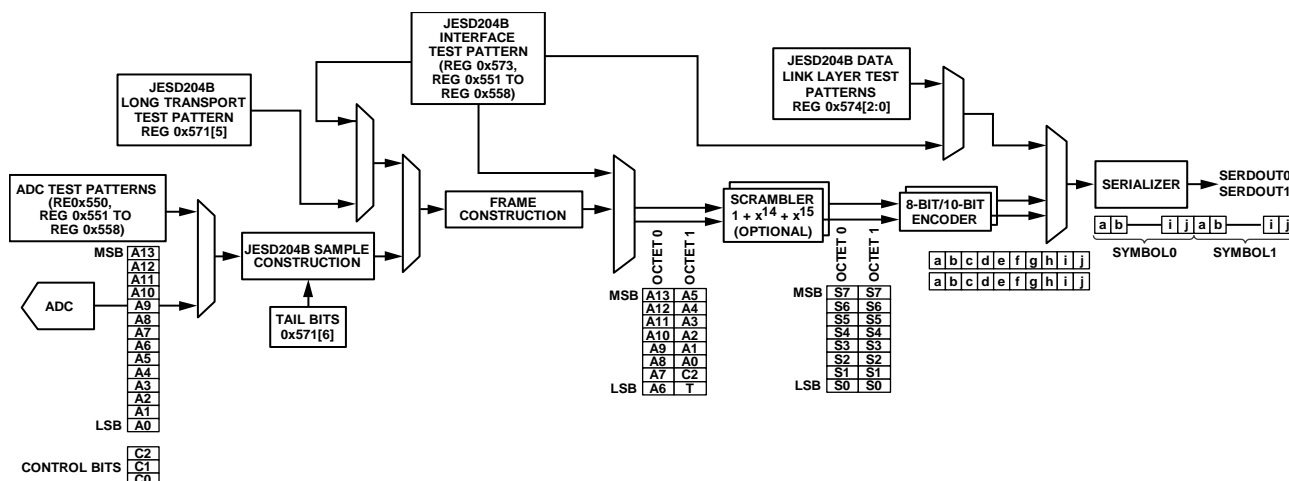 JESD204B
INTERFACE
TEST PATTERN
(REG 0x573,
REG 0x551 TO
REG 0x558)
JESD204B
LONG TRANSPORT
TEST PATTERN
REG 0x571[5]
JESD204B DATA
LINK LAYER TEST
PATTERNS
REG 0x574[2:0]
ADC TEST PATTERNS
(RE0x550,
REG 0x551 TO
REG 0x558)
ADC
MSB A13
A12
A11
A10
A9
A8
A7
A6
A5
A4
A3
A2
A1
LSB A0
C2
CONTROL BITS C1
C0
JESD204B SAMPLE
CONSTRUCTION
TAIL BITS
0x571[6]
FRAME
CONSTRUCTION
SCRAMBLER
1 + x14 + x15
(OPTIONAL)
8-BIT/10-BIT
ENCODER
SERIALIZER
SERDOUT0
SERDOUT1
OCTET 0
OCTET 1
MSB A13 A5
A12 A4
A11 A3
A10 A2
A9 A1
A8 A0
A7 C2
LSB A6 T
OCTET 0
OCTET 1
MSB S7 S7
S6 S6
S5 S5
S4 S4
S3 S3
S2 S2
S1 S1
LSB S0 S0
a b c d e f g h i j
a b c d e f g h i j
a b i j a b i j
SYMBOL0 SYMBOL1